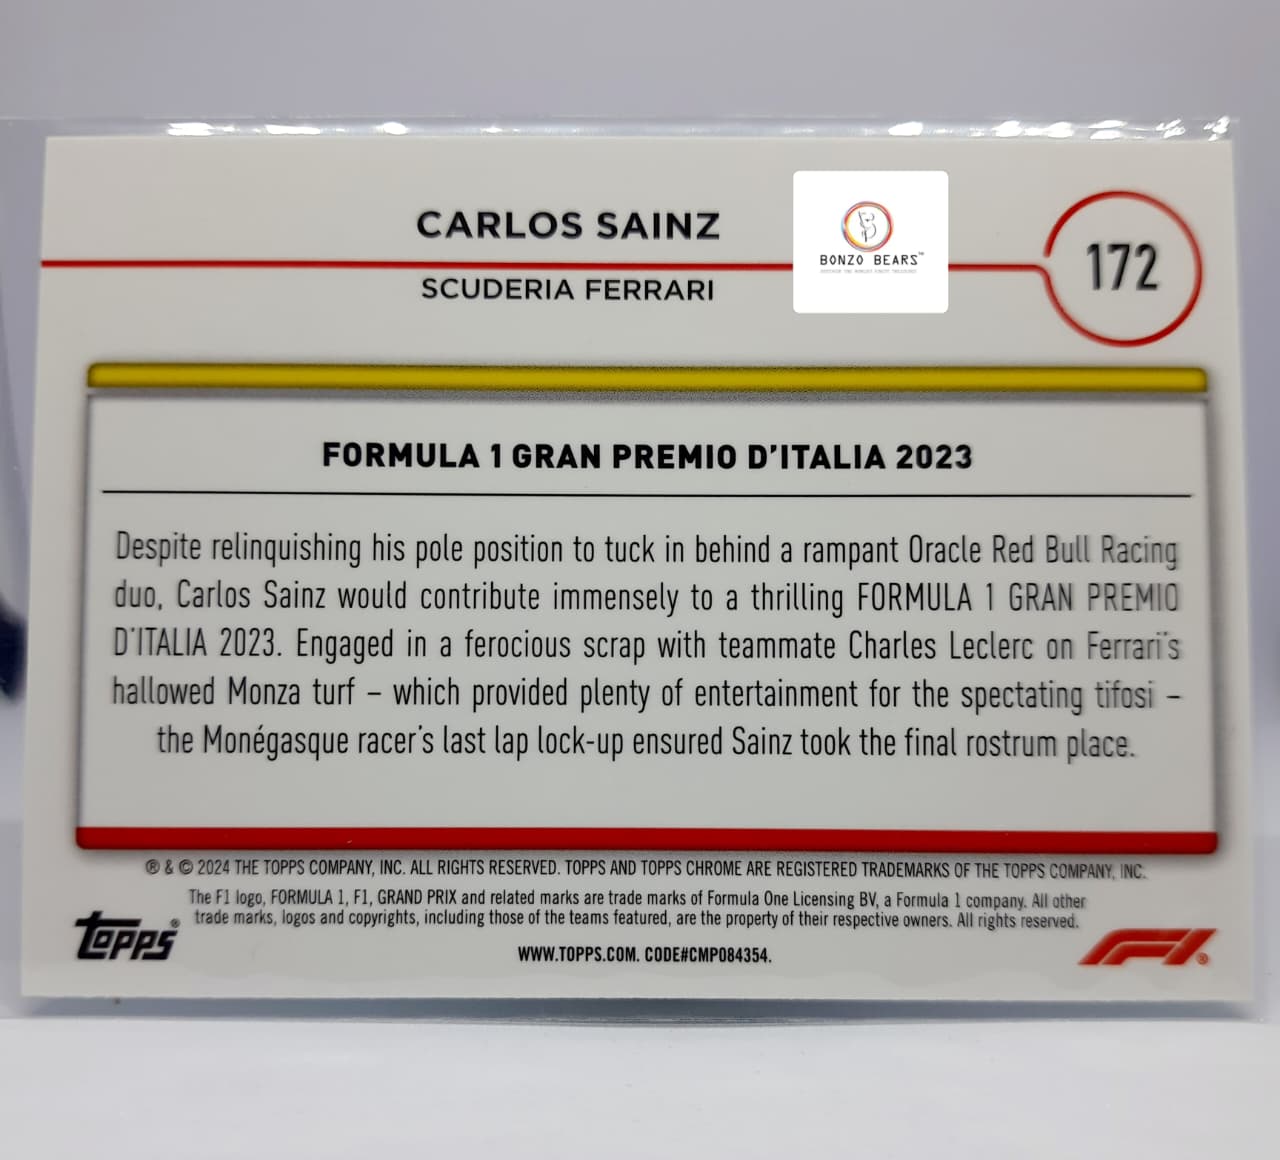 CARLOS SAINZ
SCUDERIA FERRARI
BONZO BEARS™
172
FORMULA 1 GRAN PREMIO D'ITALIA 2023
Despite relinquishing his pole position to tuck in behind a rampant Oracle Red Bull Racing
duo, Carlos Sainz would contribute immensely to a thrilling FORMULA 1 GRAN PREMIO
D'ITALIA 2023. Engaged in a ferocious scrap with teammate Charles Leclerc on Ferrari's
hallowed Monza turf – which provided plenty of entertainment for the spectating tifosi –
the Monégasque racer's last lap lock-up ensured Sainz took the final rostrum place.
® & © 2024 THE TOPPS COMPANY, INC. ALL RIGHTS RESERVED. TOPPS AND TOPPS CHROME ARE REGISTERED TRADEMARKS OF THE TOPPS COMPANY, INC.
The F1 logo, FORMULA 1, F1, GRAND PRIX and related marks are trade marks of Formula One Licensing BV, a Formula 1 company. All other
trade marks, logos and copyrights, including those of the teams featured, are the property of their respective owners. All rights reserved.
WWW.TOPPS.COM. CODE#CMP084354.
TOPPS®
F1®